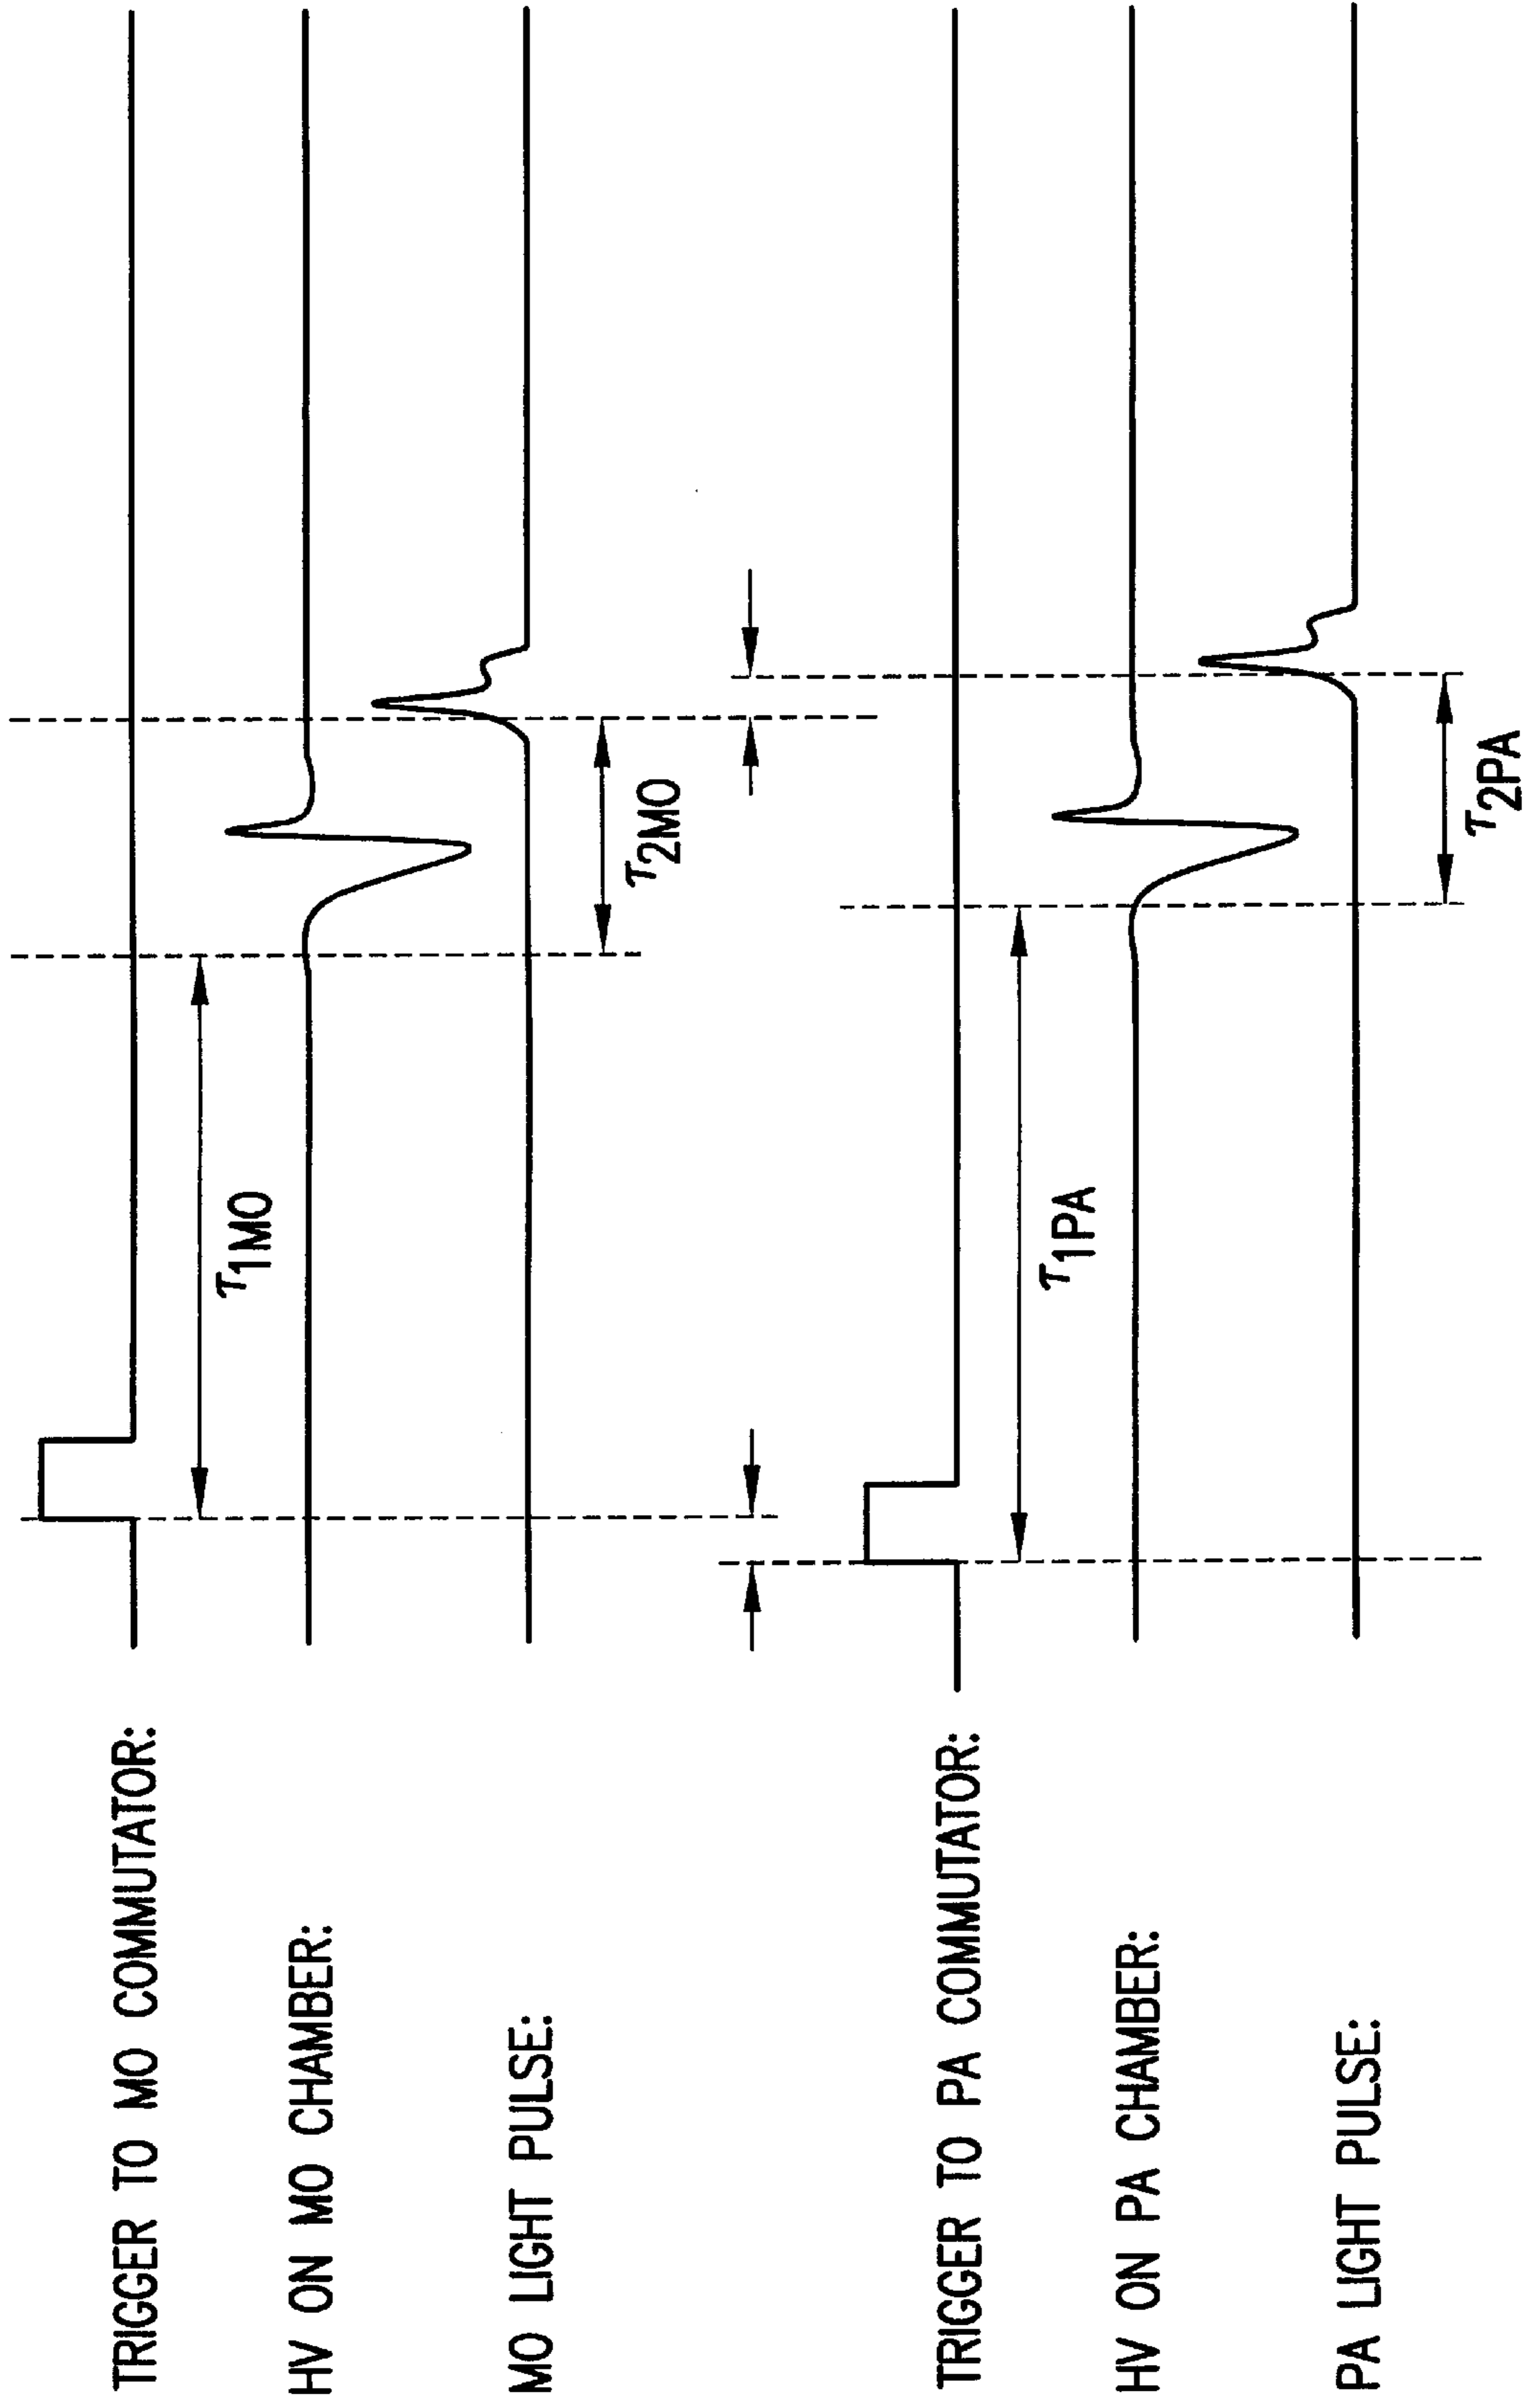 TRIGGER TO MO COMMUTATOR:
τ1MO
HV ON MO CHAMBER:
MO LIGHT PULSE:
τ2MO
TRIGGER TO PA COMMUTATOR:
τ1PA
HV ON PA CHAMBER:
PA LIGHT PULSE:
τ2PA